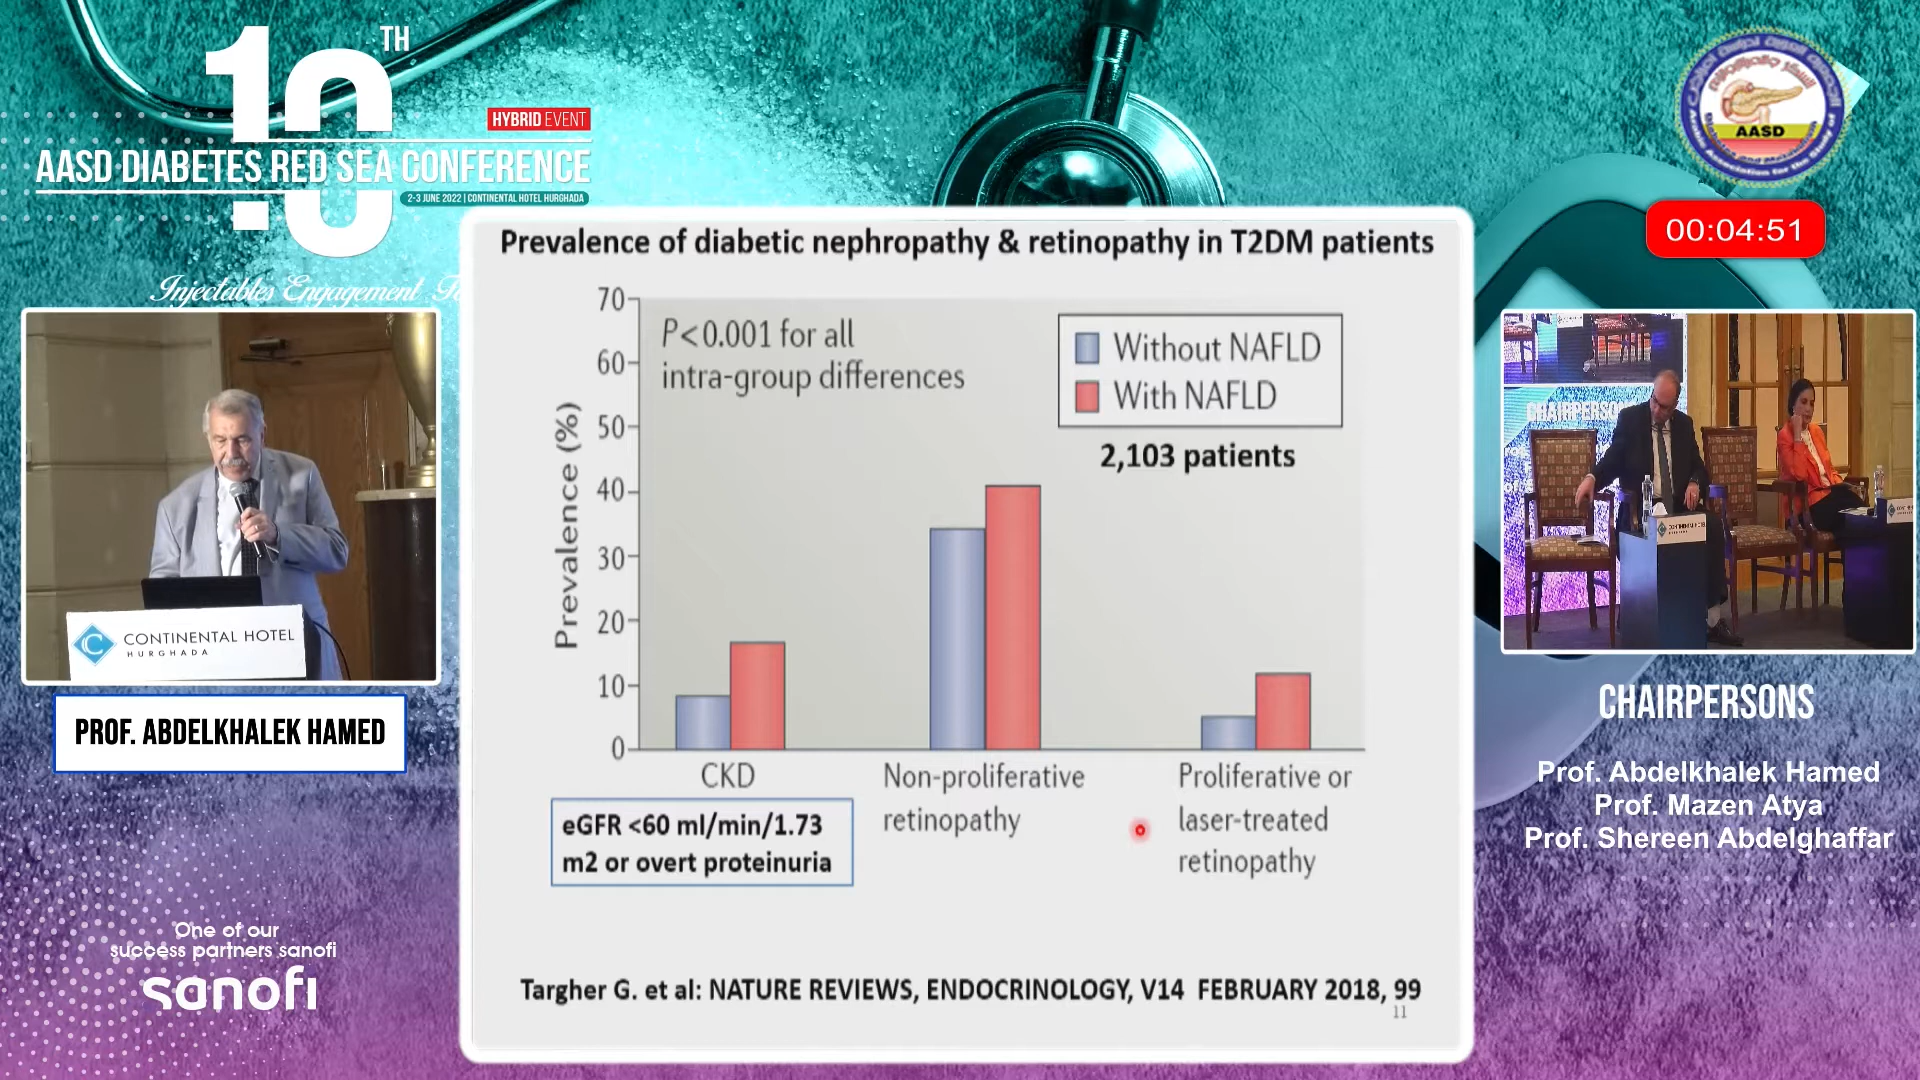 10TH
HYBRID EVENT
AASD DIABETES RED SEA CONFERENCE
2-3 JUNE 2022 | CONTINENTAL HOTEL HURGHADA
Injectables Engagement
AASD
00:04:51
Prevalence of diabetic nephropathy & retinopathy in T2DM patients
P<0.001 for all
intra-group differences
Without NAFLD
With NAFLD
2,103 patients
Prevalence (%)
70
60
50
40
30
20
10
0
CKD
Non-proliferative
retinopathy
Proliferative or
laser-treated
retinopathy
eGFR <60 ml/min/1.73
m2 or overt proteinuria
Targher G. et al: NATURE REVIEWS, ENDOCRINOLOGY, V14 FEBRUARY 2018, 99
11
CONTINENTAL HOTEL
HURGHADA
PROF. ABDELKHALEK HAMED
One of our
success partners sanofi
sanofi
CHAIRPERSONS
Prof. Abdelkhalek Hamed
Prof. Mazen Atya
Prof. Shereen Abdelghaffar